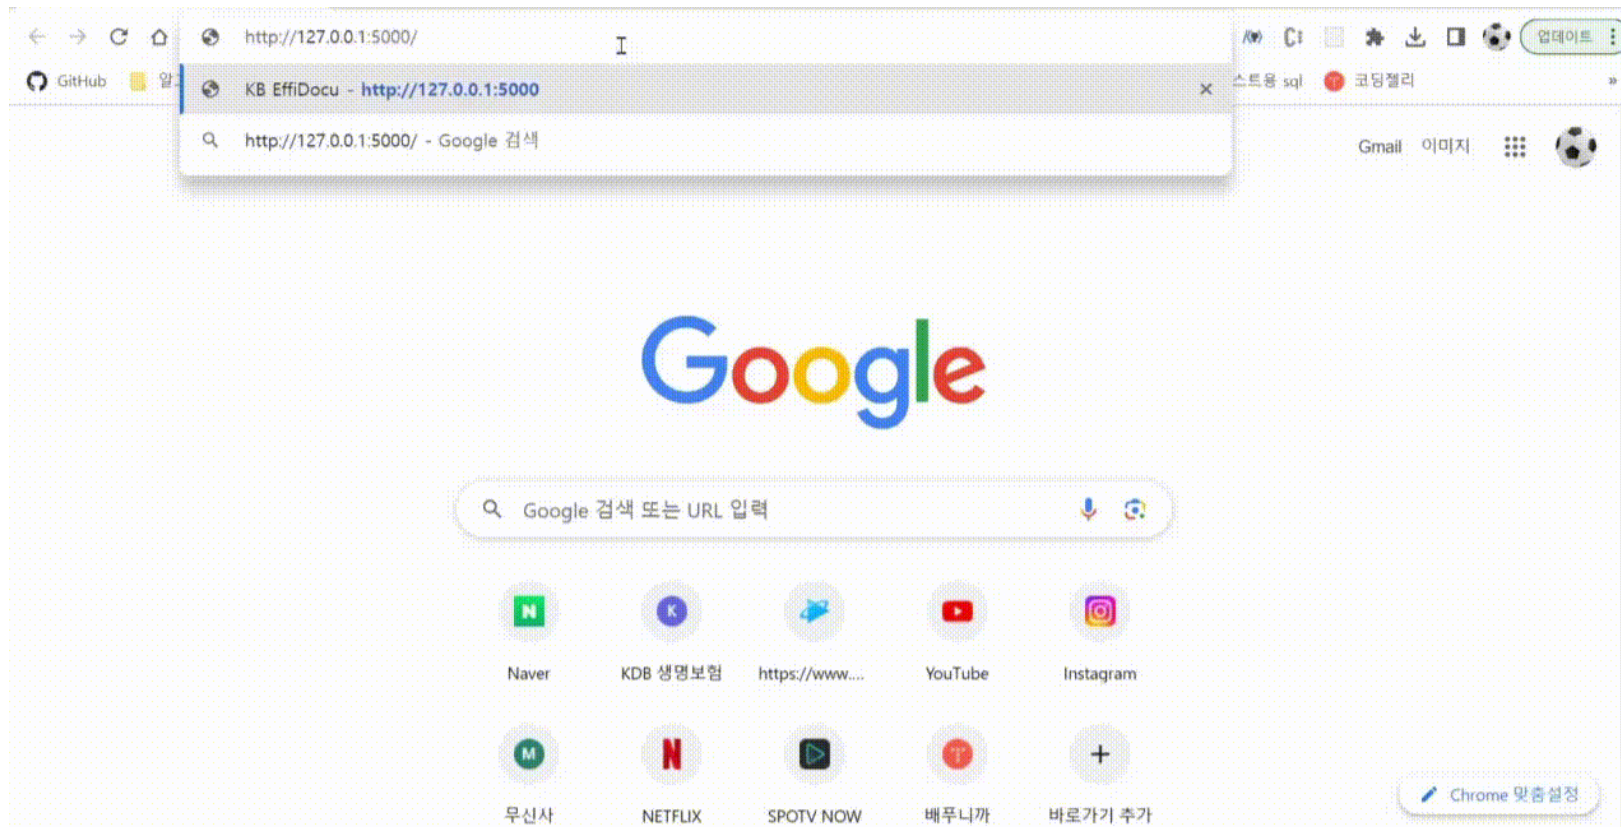 http://127.0.0.1:5000/
업데이트
GitHub
알
KB EffiDocu - http://127.0.0.1:5000
스트용 sql
코딩젤리
http://127.0.0.1:5000/ - Google 검색
Gmail 이미지
Google
Google 검색 또는 URL 입력
N K
Naver KDB 생명보험 https://www.... YouTube Instagram
M N T
무신사 NETFLIX SPOTV NOW 배푸니까 바로가기 추가
Chrome 맞춤설정